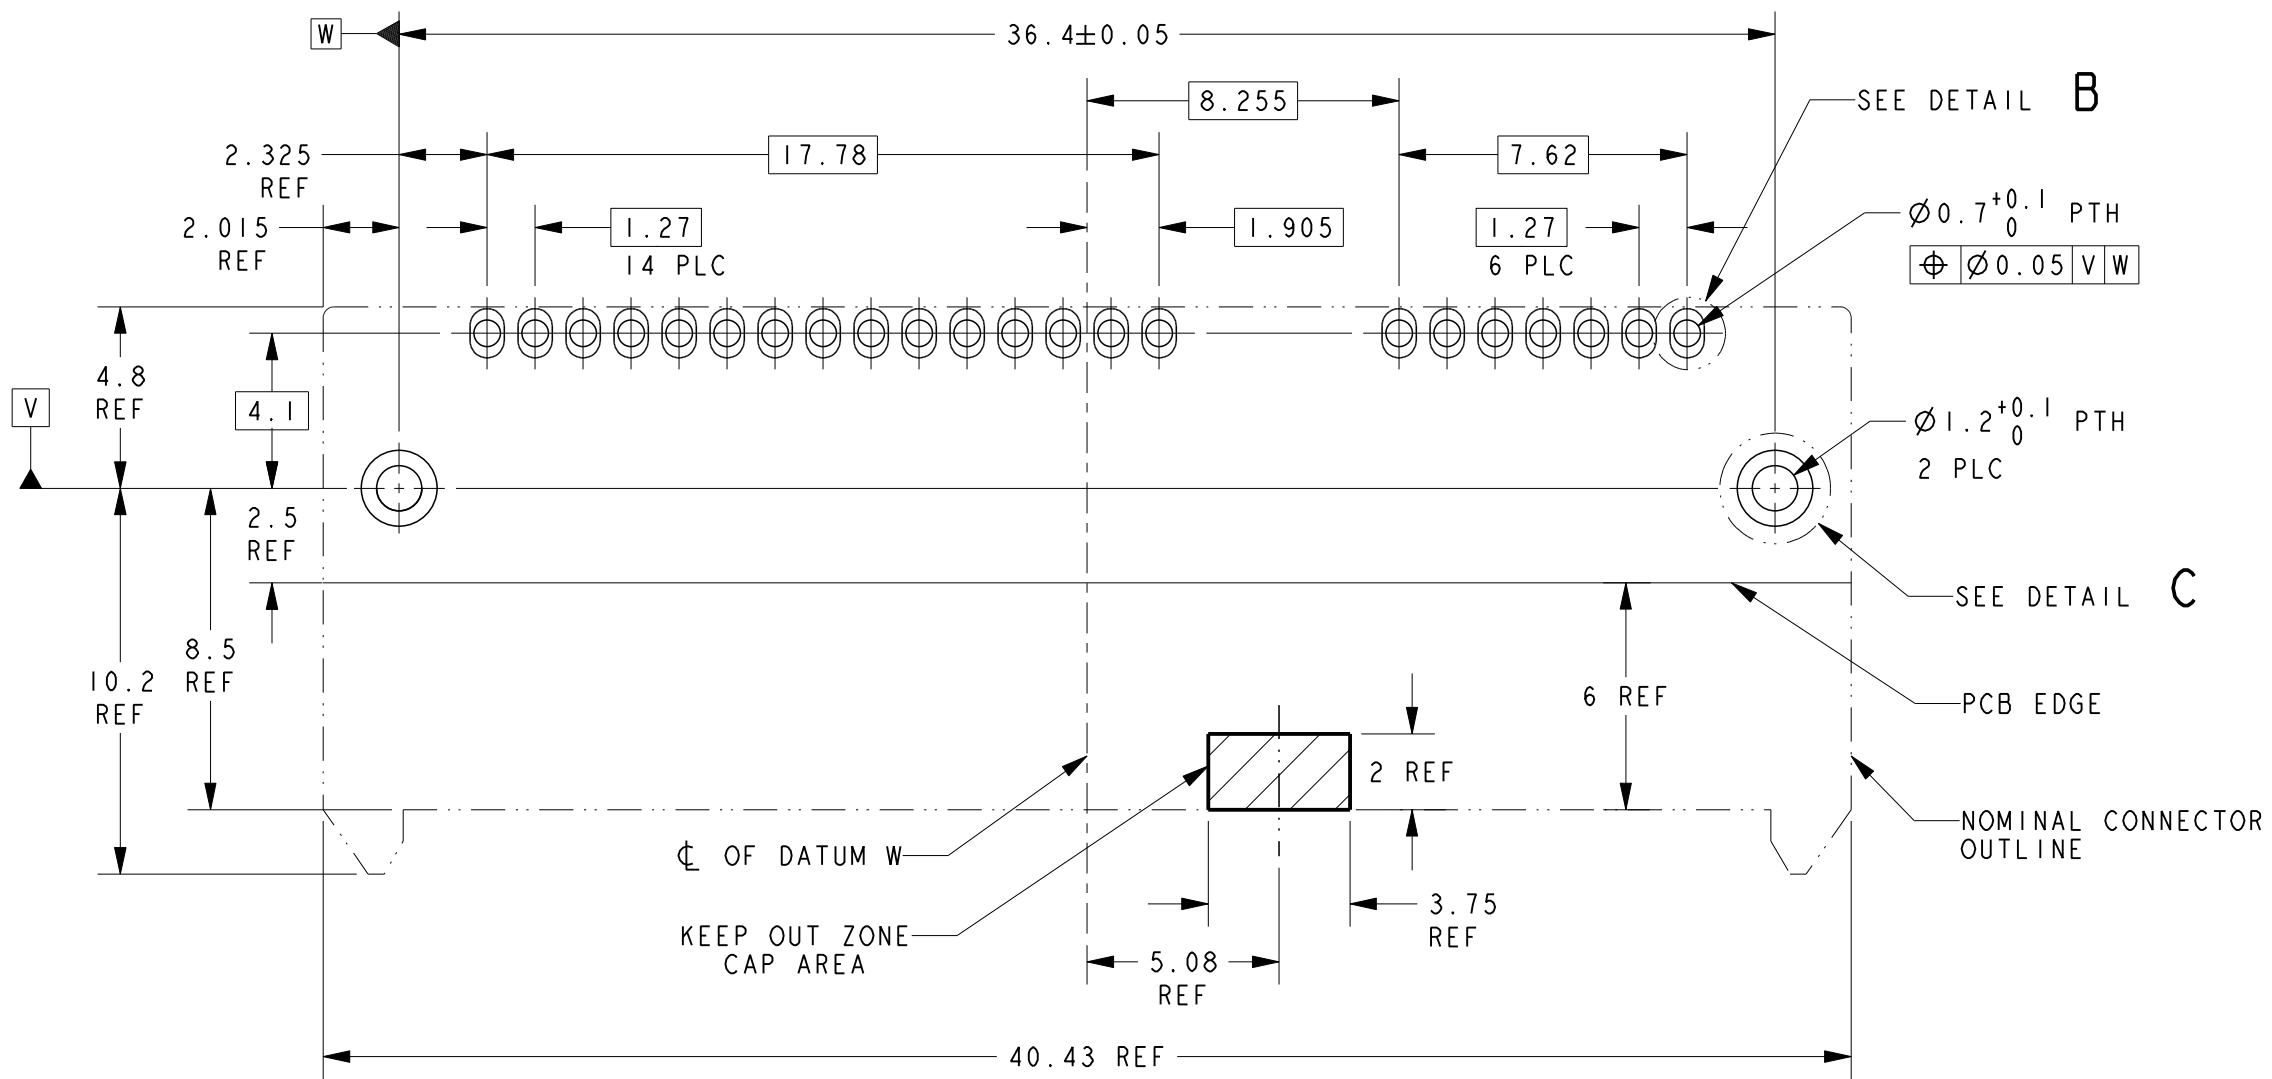 W
36.4±0.05
8.255
SEE DETAIL B
2.325
REF
17.78
7.62
2.015
REF
1.27
14 PLC
1.905
1.27
6 PLC
Ø0.7 +0.1 PTH
0
⌖ Ø0.05 V W
4.8
REF
V
4.1
Ø1.2 +0.1 PTH
0
2 PLC
2.5
REF
SEE DETAIL C
8.5
REF
10.2
REF
6 REF
PCB EDGE
2 REF
NOMINAL CONNECTOR
OUTLINE
℄ OF DATUM W
KEEP OUT ZONE
CAP AREA
3.75
REF
5.08
REF
40.43 REF